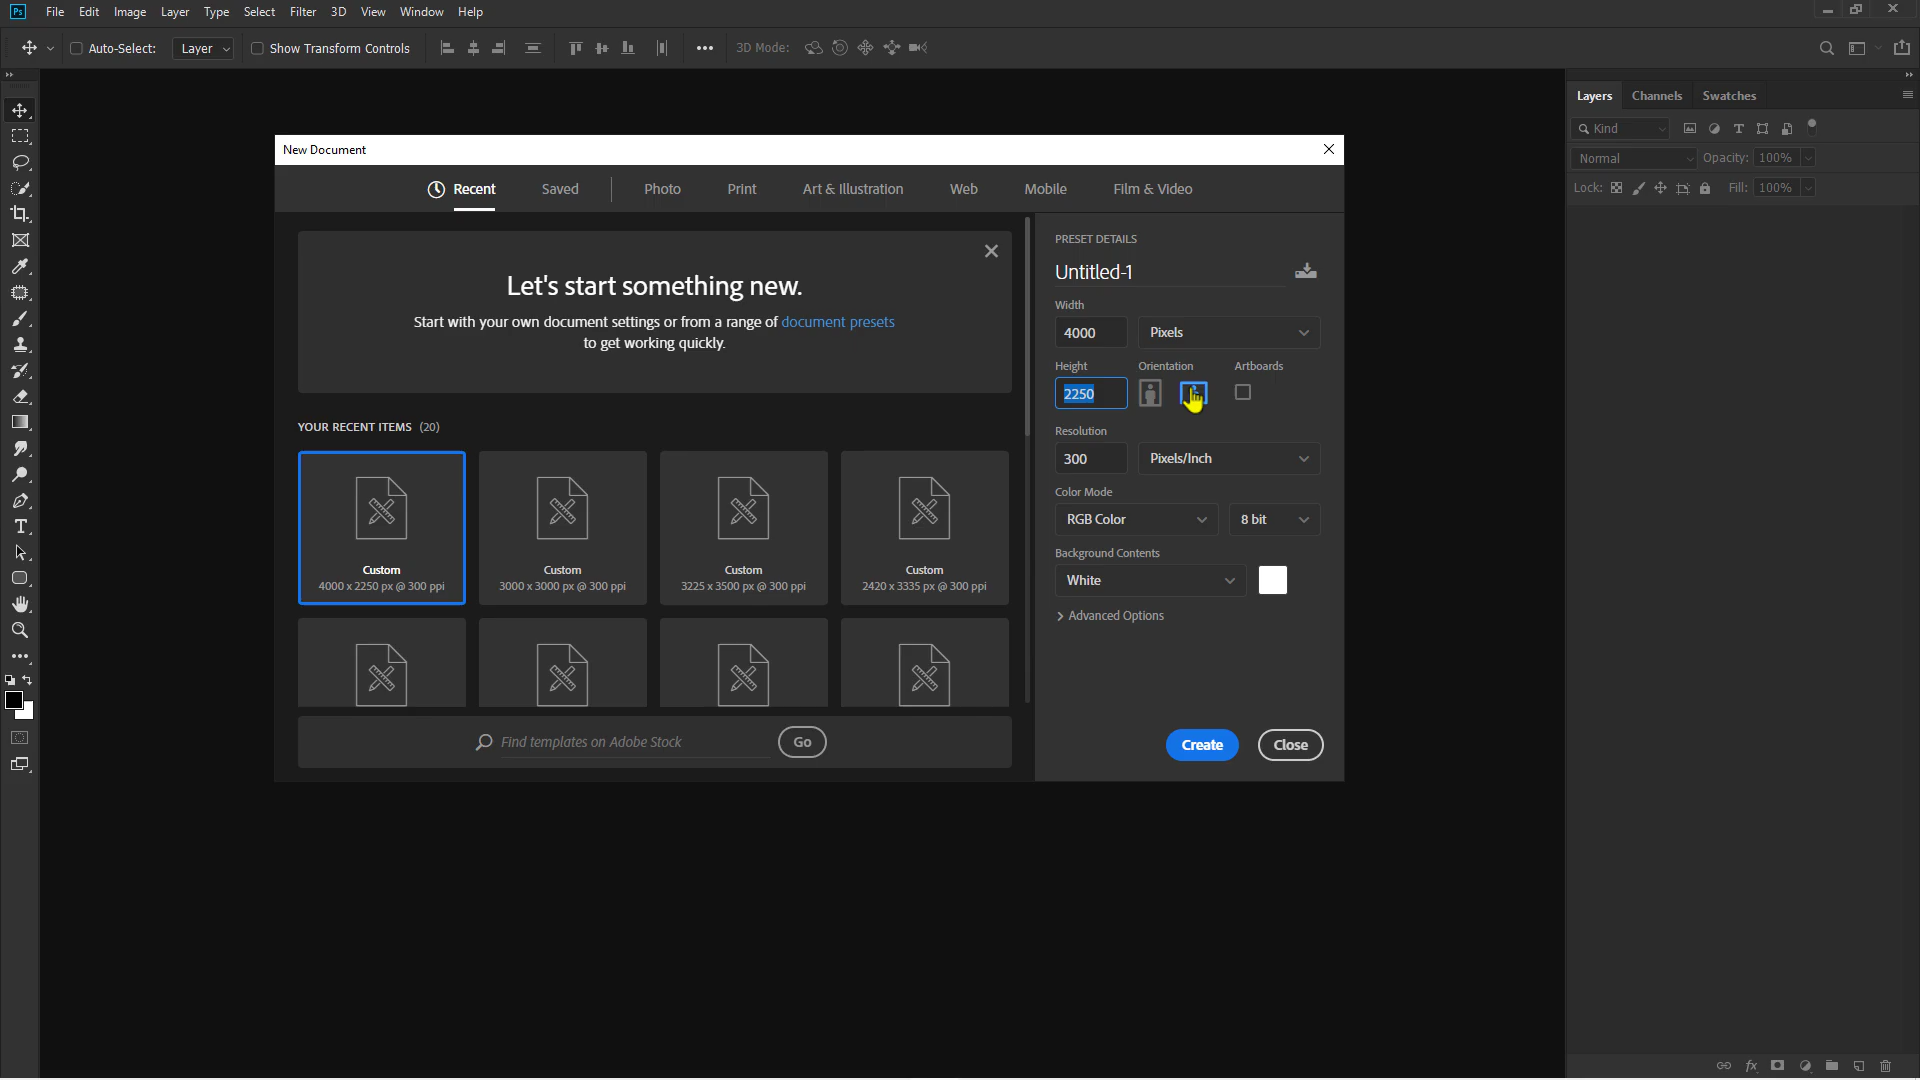 Ps File Edit Image Layer Type Select Filter 3D View Window Help
Auto-Select: Layer Show Transform Controls 3D Mode:
Layers Channels Swatches
Kind
Normal Opacity: 100%
Lock: Fill: 100%
New Document
Recent Saved Photo Print Art & Illustration Web Mobile Film & Video
Let's start something new.
Start with your own document settings or from a range of document presets
to get working quickly.
YOUR RECENT ITEMS (20)
Custom
4000 x 2250 px @ 300 ppi
Custom
3000 x 3000 px @ 300 ppi
Custom
3225 x 3500 px @ 300 ppi
Custom
2420 x 3335 px @ 300 ppi
Find templates on Adobe Stock Go
PRESET DETAILS
Untitled-1
Width
4000 Pixels
Height Orientation Artboards
2250
Resolution
300 Pixels/Inch
Color Mode
RGB Color 8 bit
Background Contents
White
Advanced Options
Create Close
fx